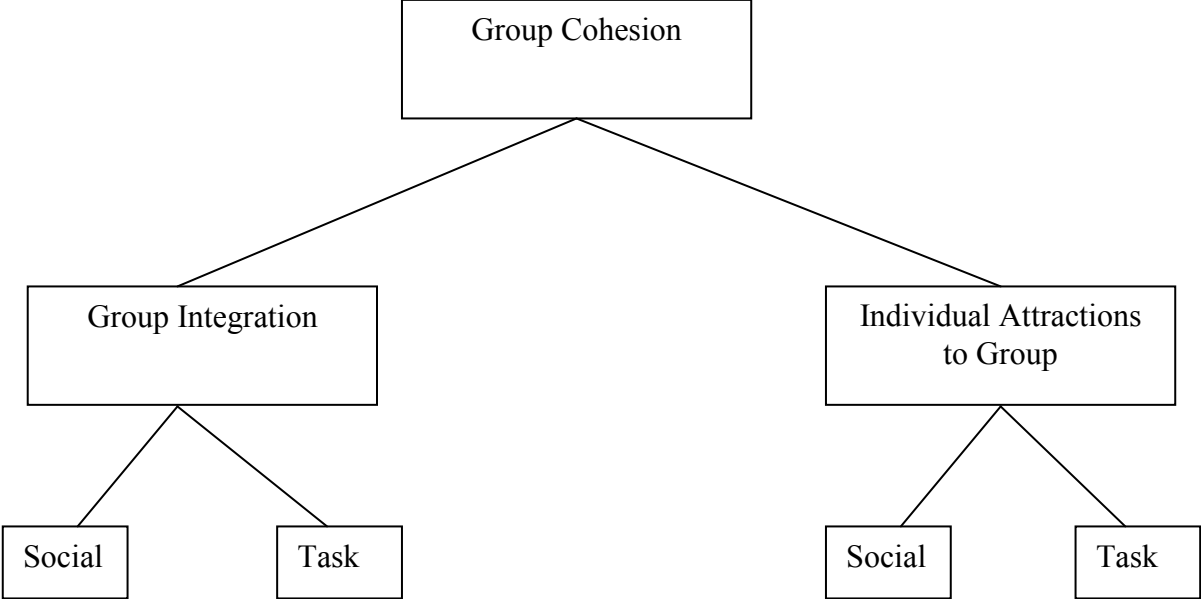 Group Cohesion
Group Integration
Individual Attractions
to Group
Social
Task
Social
Task